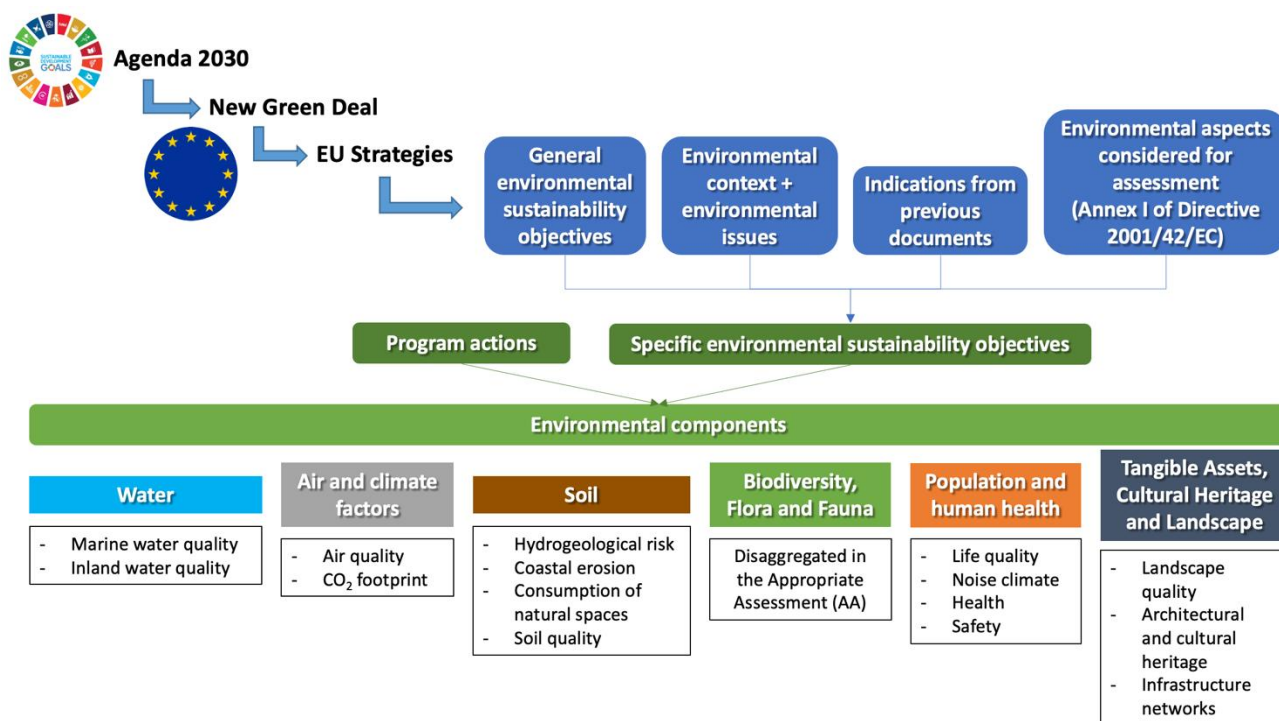 SUSTAINABLE
DEVELOPMENT
GOALS
Agenda 2030
New Green Deal
EU Strategies
General
environmental
sustainability
objectives
Environmental
context +
environmental
issues
Indications from
previous
documents
Environmental aspects
considered for
assessment
(Annex I of Directive
2001/42/EC)
Program actions
Specific environmental sustainability objectives
Environmental components
Water
- Marine water quality
- Inland water quality
Air and climate
factors
- Air quality
- CO₂ footprint
Soil
- Hydrogeological risk
- Coastal erosion
- Consumption of
natural spaces
- Soil quality
Biodiversity,
Flora and Fauna
Disaggregated in
the Appropriate
Assessment (AA)
Population and
human health
- Life quality
- Noise climate
- Health
- Safety
Tangible Assets,
Cultural Heritage
and Landscape
- Landscape
quality
- Architectural
and cultural
heritage
- Infrastructure
networks